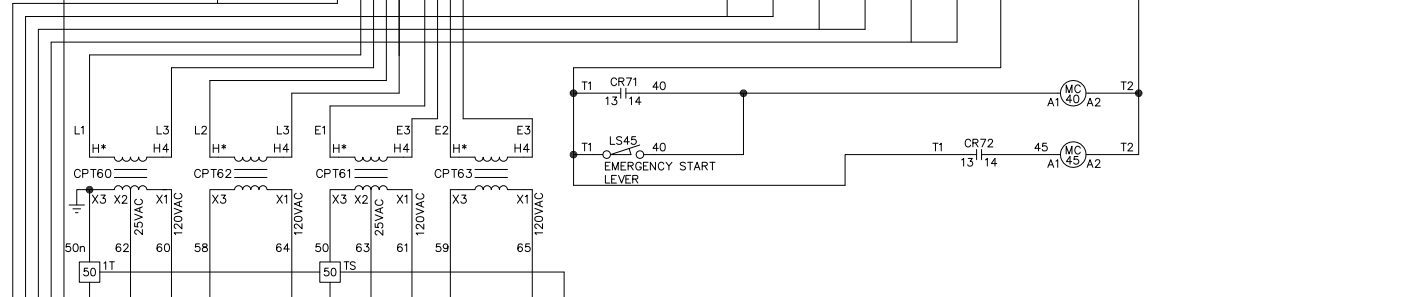 CR71
T1 40 T2
13 14
MC
40
A1 A2
L1 L3 L2 L3 E1 E3 E2 E3
H* H4 H* H4 H* H4 H* H4
LS45
T1 40
EMERGENCY START
LEVER
CR72
T1 45 T2
13 14
MC
45
A1 A2
CPT60 CPT62 CPT61 CPT63
X3 X2 X1 X3 X1 X3 X2 X1 X3 X1
25VAC 120VAC 120VAC 25VAC 120VAC 120VAC
50n 62 60 58 64 50 63 61 59 65
50 1T 50 TS